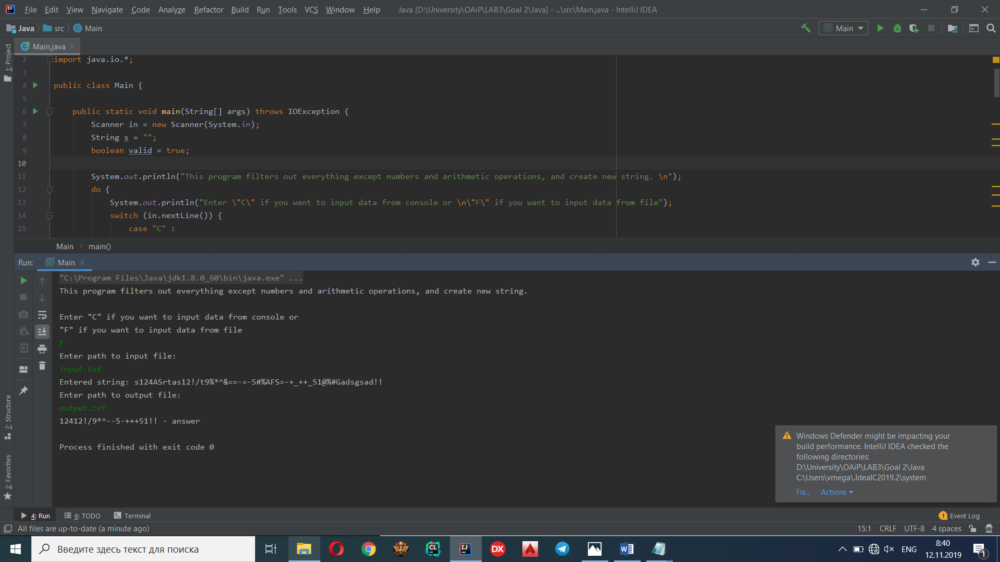 File Edit View Navigate Code Analyze Refactor Build Run Tools VCS Window Help Java [D:\University\OAiP\LAB3\Goal 2\Java] - ...\src\Main.java - IntelliJ IDEA
Java src Main Main
1: Project
Main.java
2 import java.io.*;
3
4 public class Main {
5
6 public static void main(String[] args) throws IOException {
7 Scanner in = new Scanner(System.in);
8 String s = "";
9 boolean valid = true;
10
11 System.out.println("This program filters out everything except numbers and arithmetic operations, and create new string. \n");
12 do {
13 System.out.println("Enter \"C\" if you want to input data from console or \n\"F\" if you want to input data from file");
14 switch (in.nextLine()) {
15 case "C" :
Main main()
Run: Main
"C:\Program Files\Java\jdk1.8.0_60\bin\java.exe" ...
This program filters out everything except numbers and arithmetic operations, and create new string.
Enter "C" if you want to input data from console or
"F" if you want to input data from file
F
Enter path to input file:
input.txt
Entered string: s124ASrtas12!/t9%*^&==-=-5#%AFS=-+_++_51@%#Gadsgsad!!
Enter path to output file:
output.txt
12412!/9*^--5-+++51!! - answer
Process finished with exit code 0
7: Structure
2: Favorites
Windows Defender might be impacting your
build performance. IntelliJ IDEA checked the
following directories:
D:\University\OAiP\LAB3\Goal 2\Java
C:\Users\vmega\.IdeaIC2019.2\system
Fix... Actions
4: Run 6: TODO Terminal 1 Event Log
All files are up-to-date (a minute ago) 15:1 CRLF UTF-8 4 spaces
Введите здесь текст для поиска
CL IJ DX W ENG
8:40
12.11.2019
1